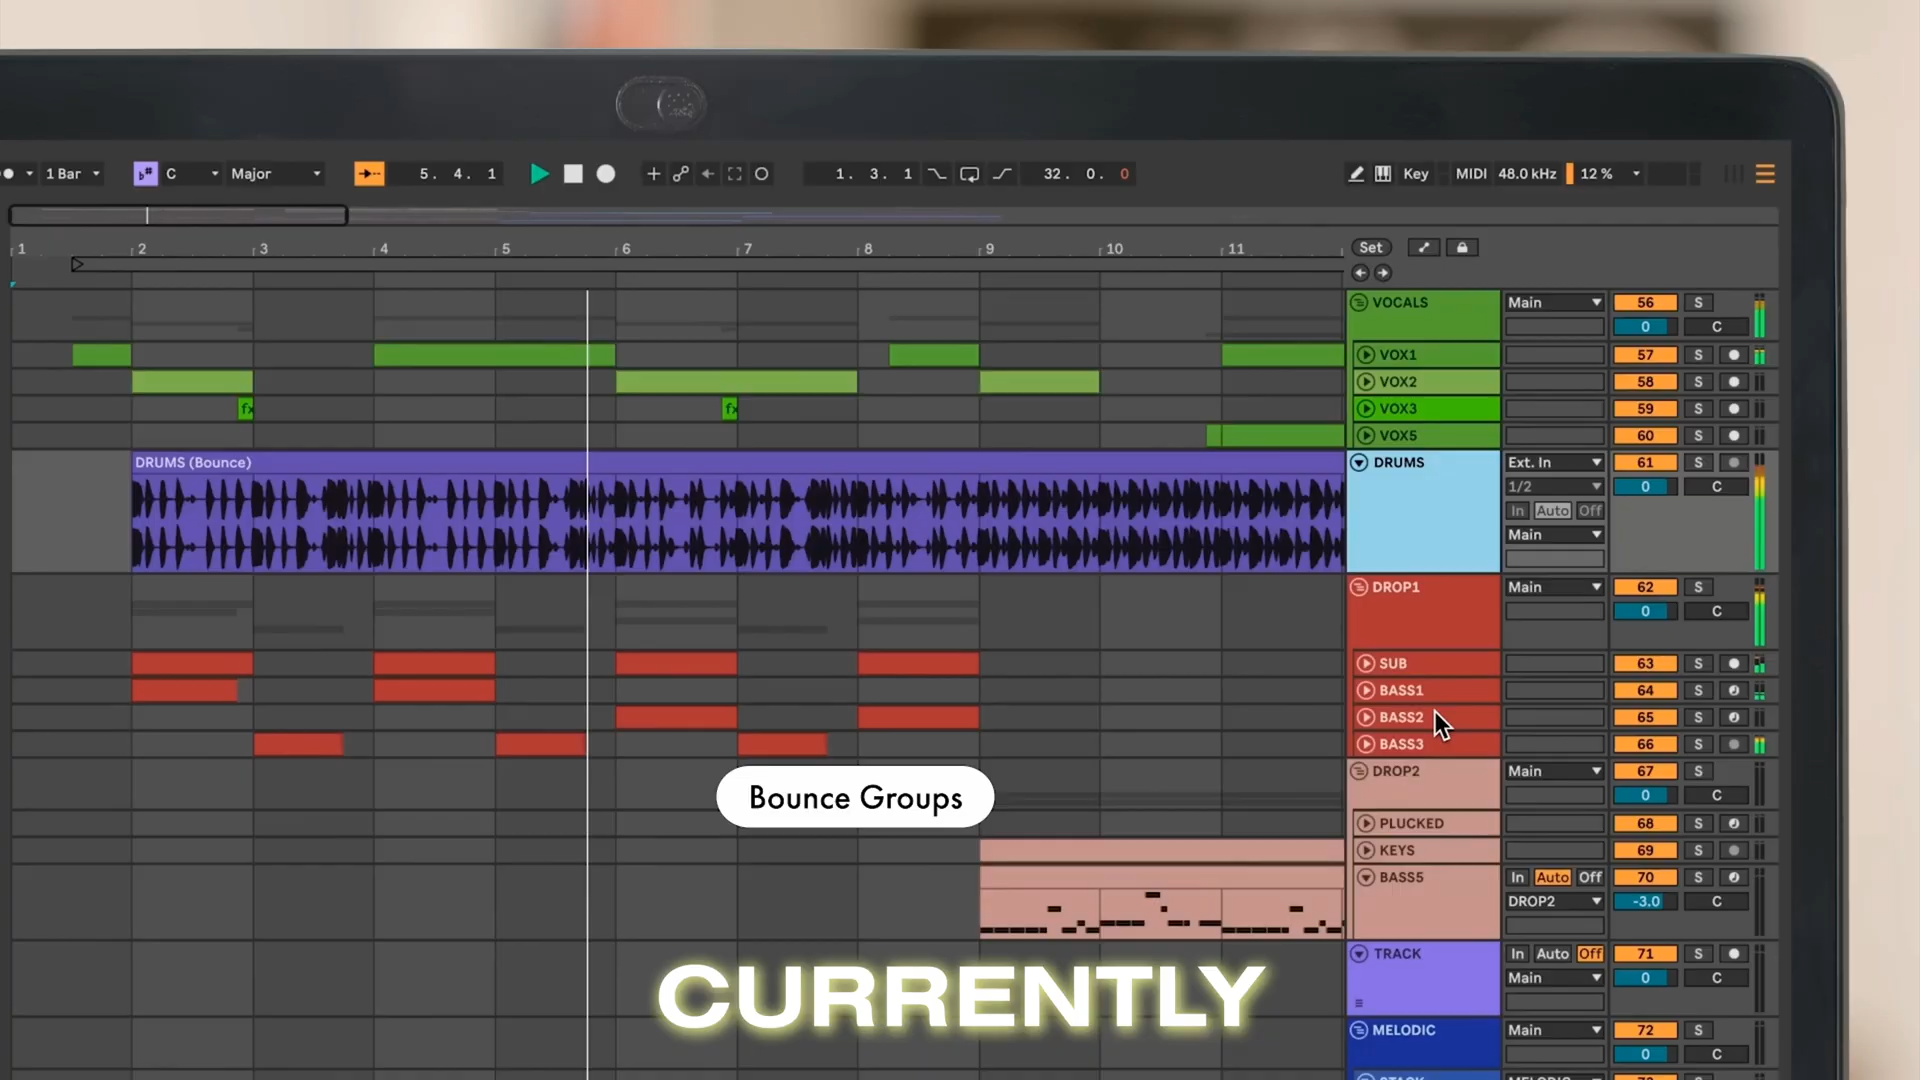 1 Bar
C
Major
5. 4. 1
1. 3. 1
32. 0. 0
Key
MIDI
48.0 kHz
12 %
1 2 3 4 5 6 7 8 9 10 11
Set
VOCALS Main 56 S
0 C
VOX1 57 S
VOX2 58 S
fx fx VOX3 59 S
VOX5 60 S
DRUMS (Bounce) DRUMS Ext. In 61 S
1/2 0 C
In Auto Off
Main
DROP1 Main 62 S
0 C
SUB 63 S
BASS1 64 S
BASS2 65 S
BASS3 66 S
DROP2 Main 67 S
0 C
Bounce Groups
PLUCKED 68 S
KEYS 69 S
BASS5 In Auto Off 70 S
DROP2 -3.0 C
TRACK In Auto Off 71 S
Main 0 C
CURRENTLY
MELODIC Main 72 S
0 C